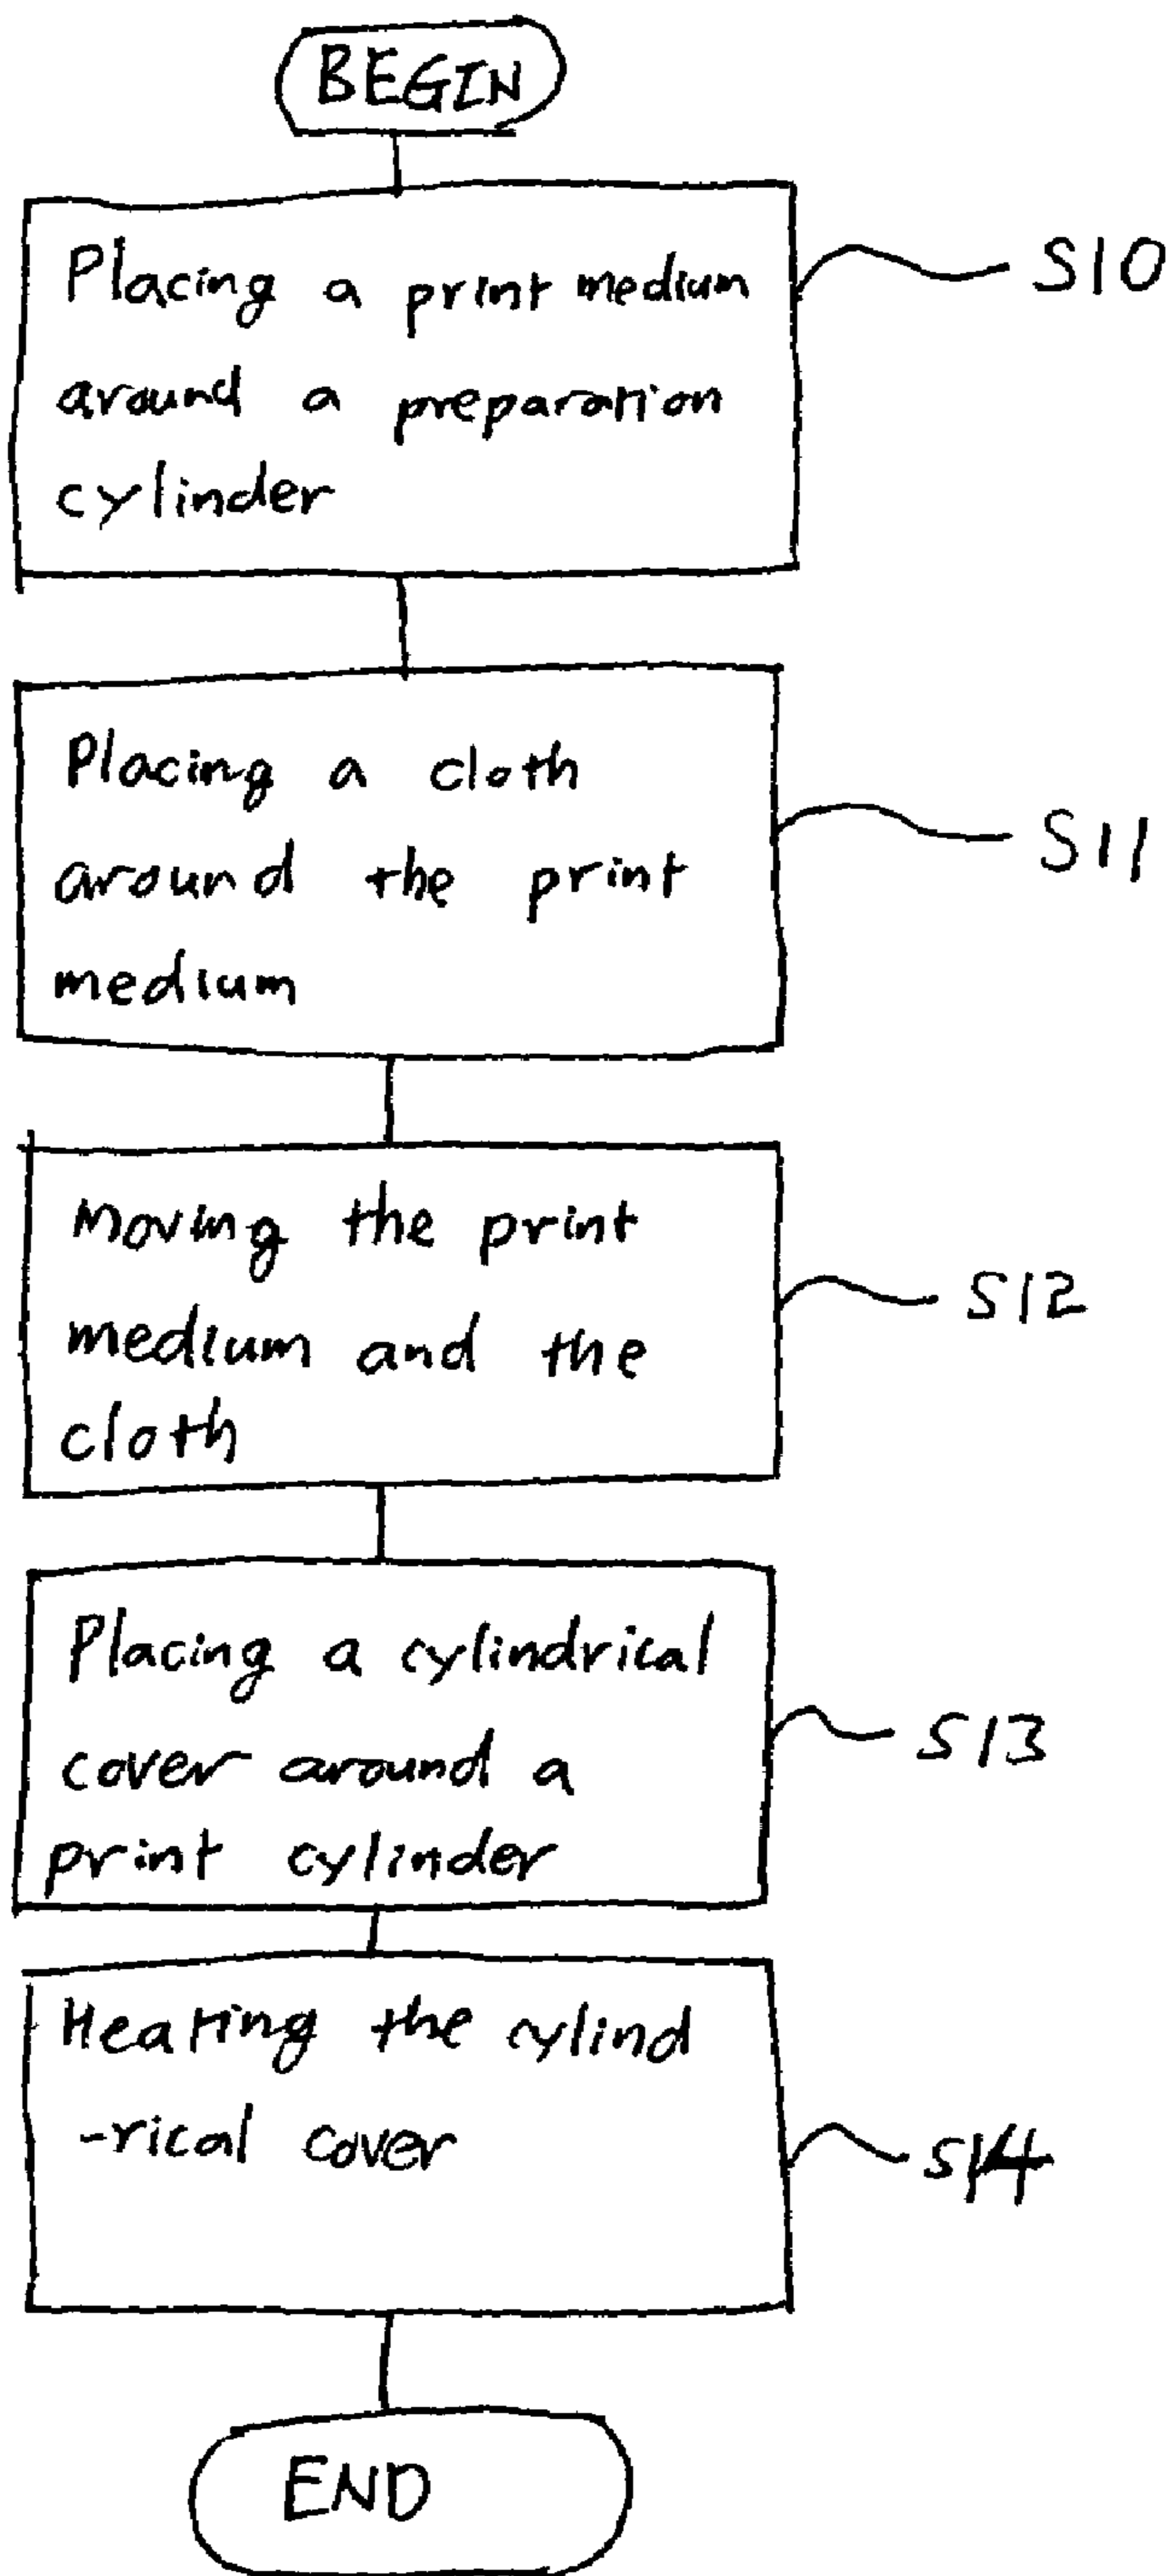 BEGIN
Placing a print medium
around a preparation
cylinder
S10
Placing a cloth
around the print
medium
S11
Moving the print
medium and the
cloth
S12
Placing a cylindrical
cover around a
print cylinder
S13
Heating the cylind
-rical cover
S14
END